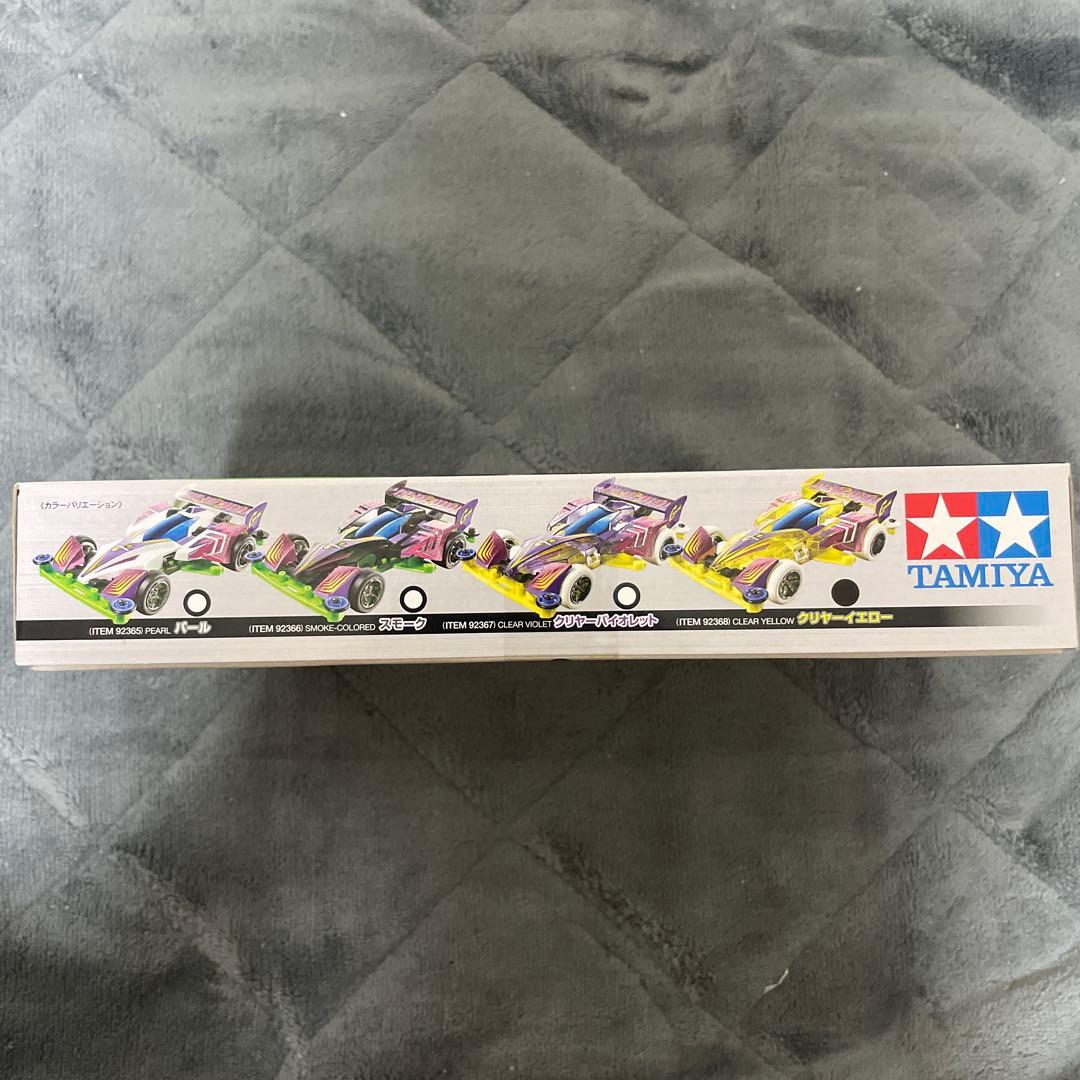 《カラーバリエーション》
(ITEM 92365) PEARL パール
(ITEM 92366) SMOKE-COLORED スモーク
(ITEM 92367) CLEAR VIOLET クリヤーバイオレット
(ITEM 92368) CLEAR YELLOW クリヤーイエロー
TAMIYA